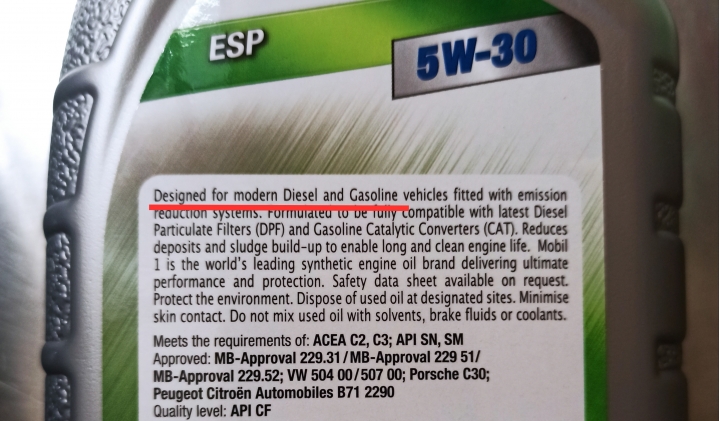 ESP
5W-30
Designed for modern Diesel and Gasoline vehicles fitted with emission
reduction systems. Formulated to be fully compatible with latest Diesel
Particulate Filters (DPF) and Gasoline Catalytic Converters (CAT). Reduces
deposits and sludge build-up to enable long and clean engine life. Mobil
1 is the world's leading synthetic engine oil brand delivering ultimate
performance and protection. Safety data sheet available on request.
Protect the environment. Dispose of used oil at designated sites. Minimise
skin contact. Do not mix used oil with solvents, brake fluids or coolants.
Meets the requirements of: ACEA C2, C3; API SN, SM
Approved: MB-Approval 229.31/MB-Approval 229 51/
MB-Approval 229.52; VW 504 00/507 00; Porsche C30;
Peugeot Citroën Automobiles B71 2290
Quality level: API CF